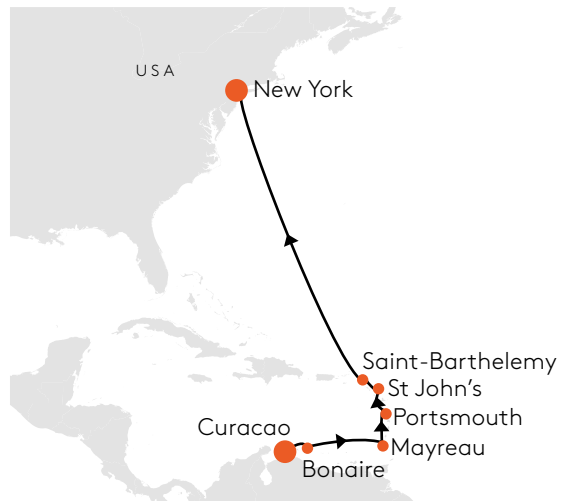 USA
New York
Saint-Barthelemy
St John's
Portsmouth
Curacao
Mayreau
Bonaire